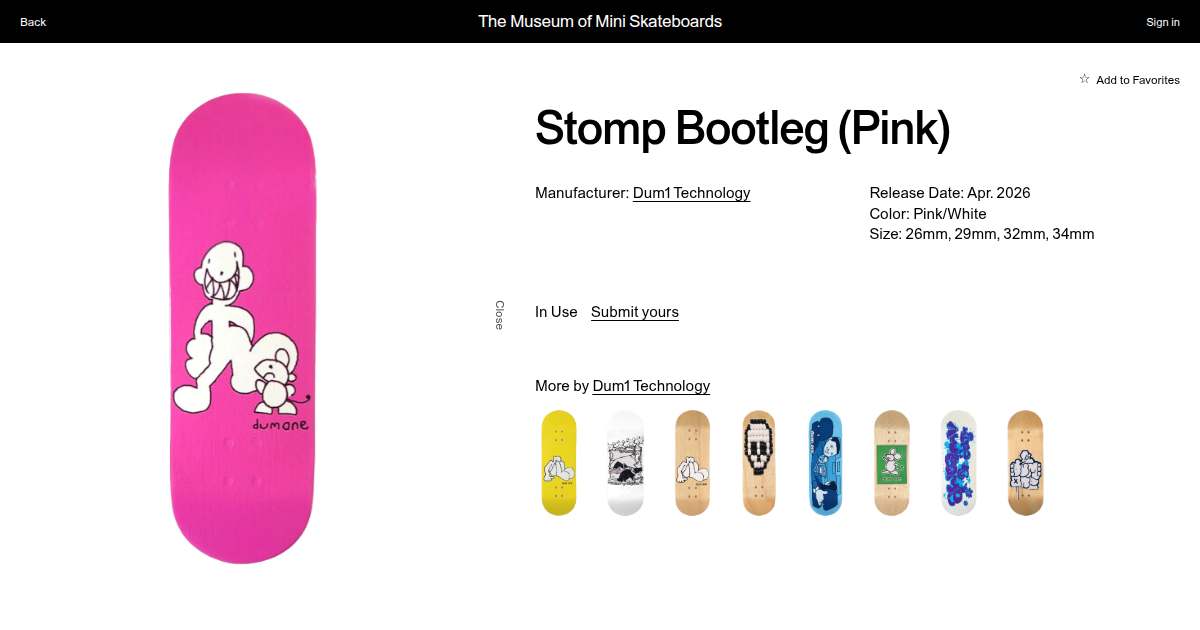 Back
The Museum of Mini Skateboards
Sign in
☆ Add to Favorites
Stomp Bootleg (Pink)
Manufacturer: Dum1 Technology
Release Date: Apr. 2026
Color: Pink/White
Size: 26mm, 29mm, 32mm, 34mm
dumone
Close
In Use Submit yours
More by Dum1 Technology